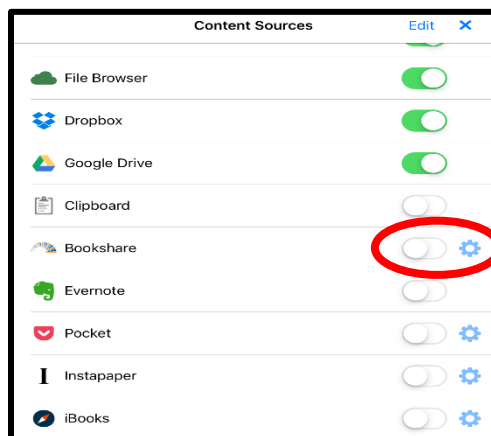 Content Sources Edit
File Browser
Dropbox
Google Drive
Clipboard
Bookshare
Evernote
Pocket
Instapaper
iBooks